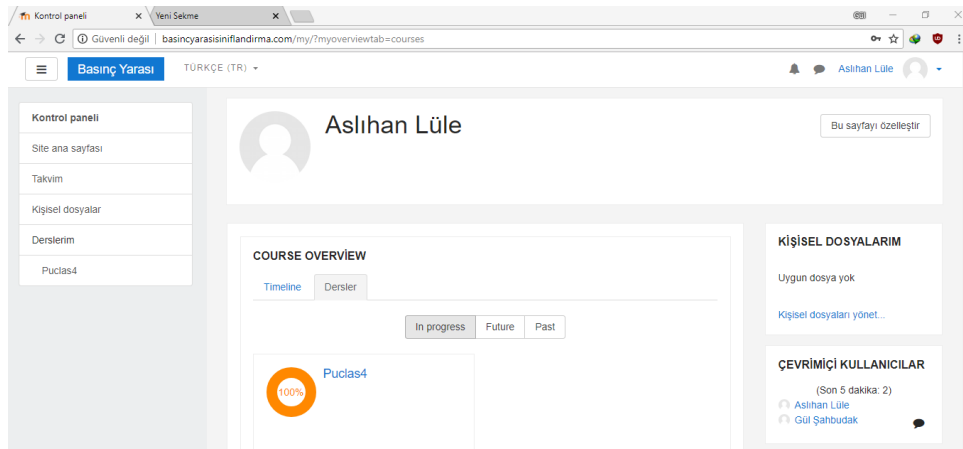 Kontrol paneli
Yeni Sekme
Güvenli değil | basincyarasisiniflandirma.com/my/?myoverviewtab=courses
Basınç Yarası
TÜRKÇE (TR)
Aslıhan Lüle
Kontrol paneli
Site ana sayfası
Takvim
Kişisel dosyalar
Derslerim
Puclas4
Aslıhan Lüle
Bu sayfayı özelleştir
COURSE OVERVİEW
Timeline
Dersler
In progress
Future
Past
100%
Puclas4
KİŞİSEL DOSYALARIM
Uygun dosya yok
Kişisel dosyaları yönet...
ÇEVRİMİÇİ KULLANICILAR
(Son 5 dakika: 2)
Aslıhan Lüle
Gül Şahbudak